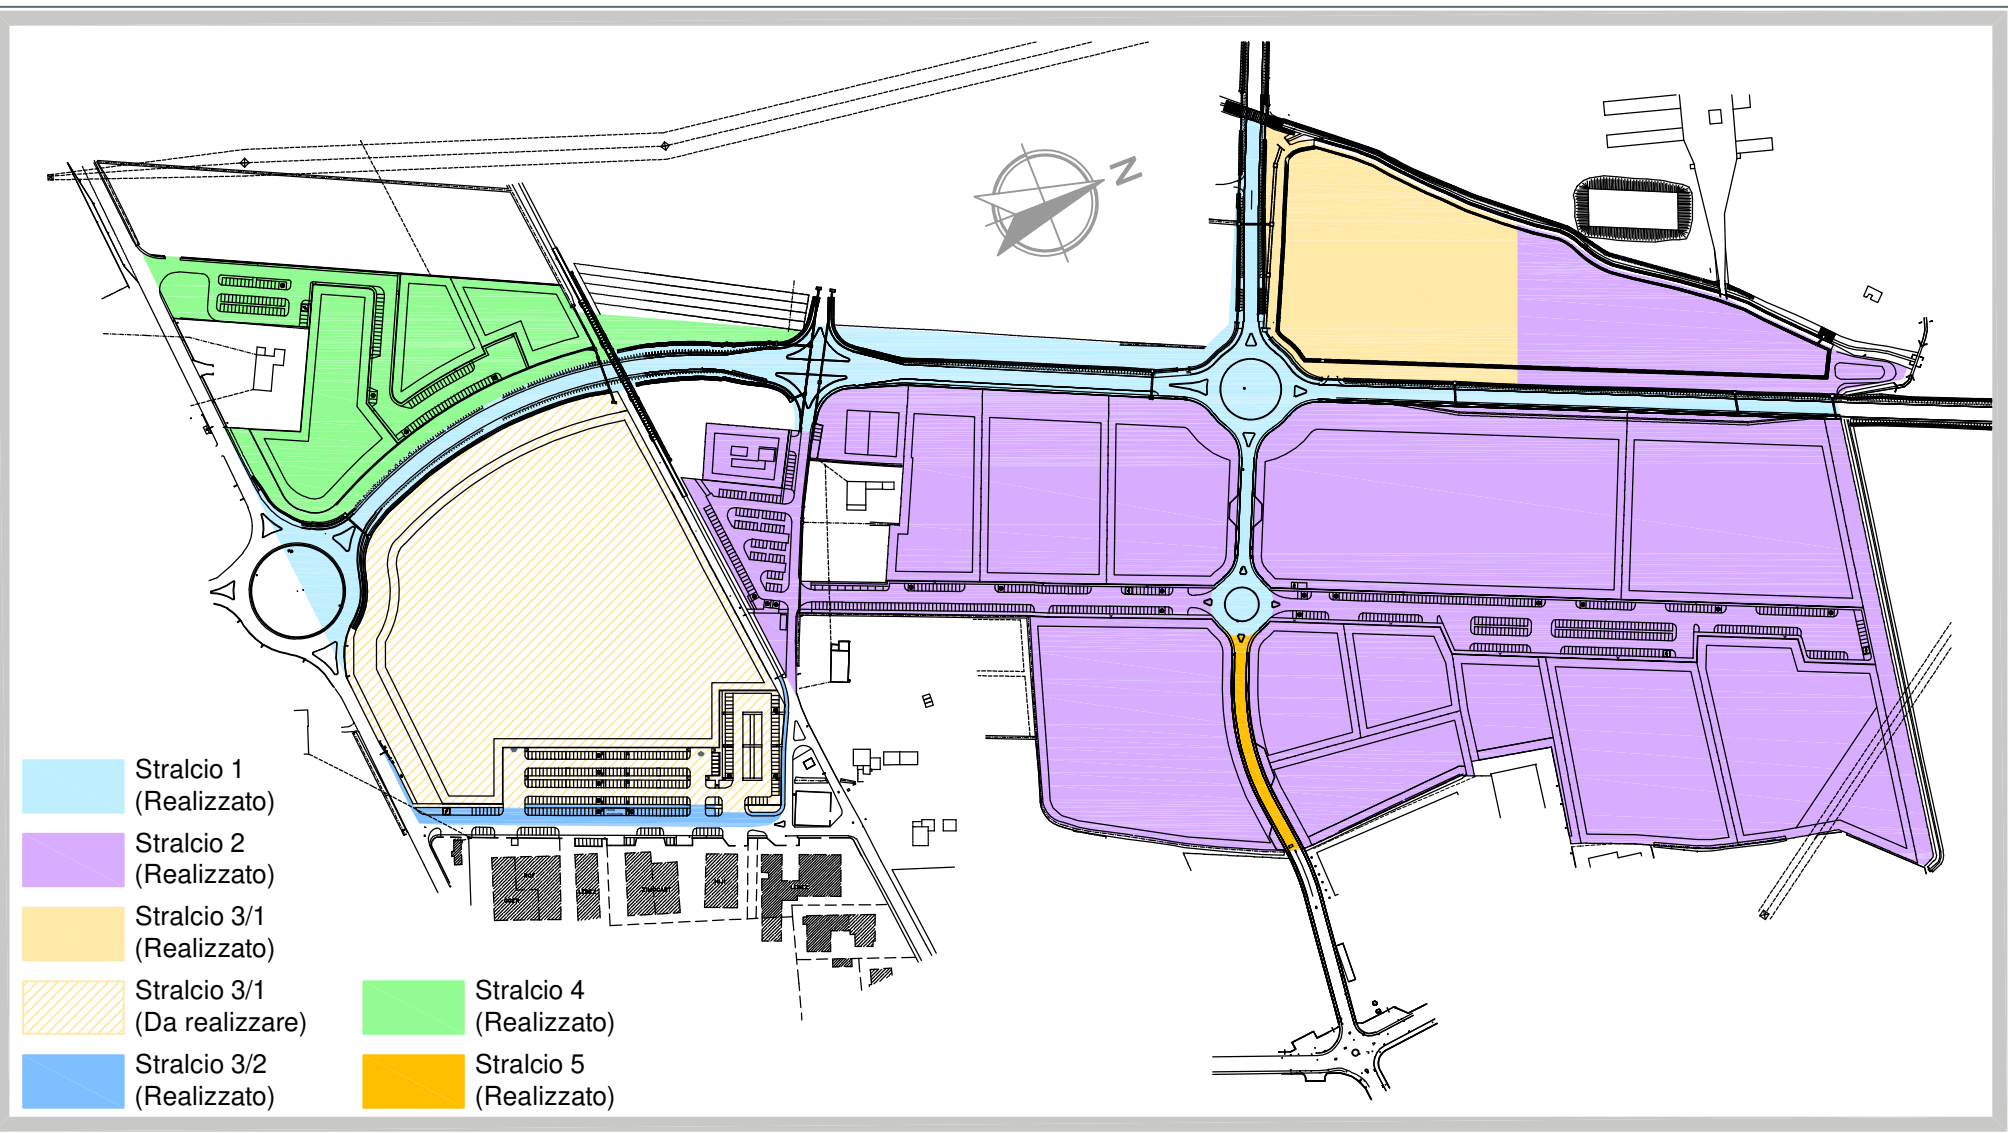 N
Stralcio 1
(Realizzato)
Stralcio 2
(Realizzato)
Stralcio 3/1
(Realizzato)
Stralcio 3/1
(Da realizzare)
Stralcio 3/2
(Realizzato)
Stralcio 4
(Realizzato)
Stralcio 5
(Realizzato)